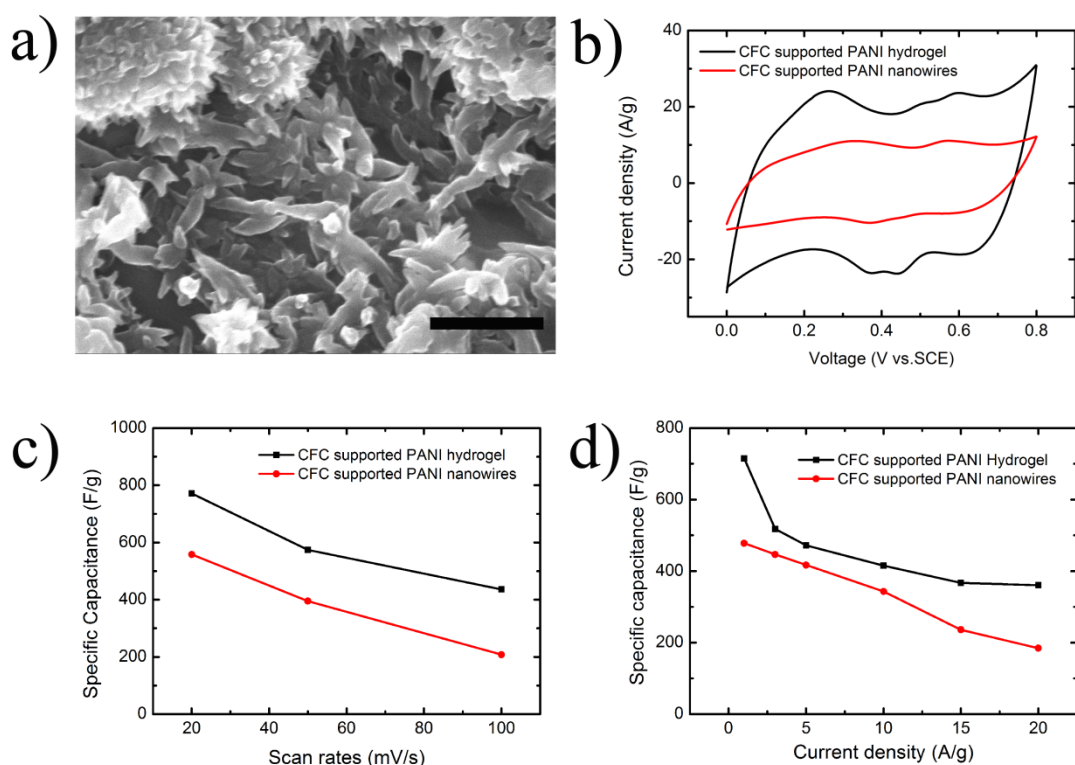 a)
b)
CFC supported PANI hydrogel
CFC supported PANI nanowires
40
20
0
-20
Current density (A/g)
0.0 0.2 0.4 0.6 0.8
Voltage (V vs.SCE)
c)
CFC supported PANI hydrogel
CFC supported PANI nanowires
1000
800
600
400
200
0
Specific Capacitance (F/g)
20 40 60 80 100
Scan rates (mV/s)
d)
CFC supported PANI Hydrogel
CFC supported PANI nanowires
800
600
400
200
0
Specific capacitance (F/g)
0 5 10 15 20
Current density (A/g)